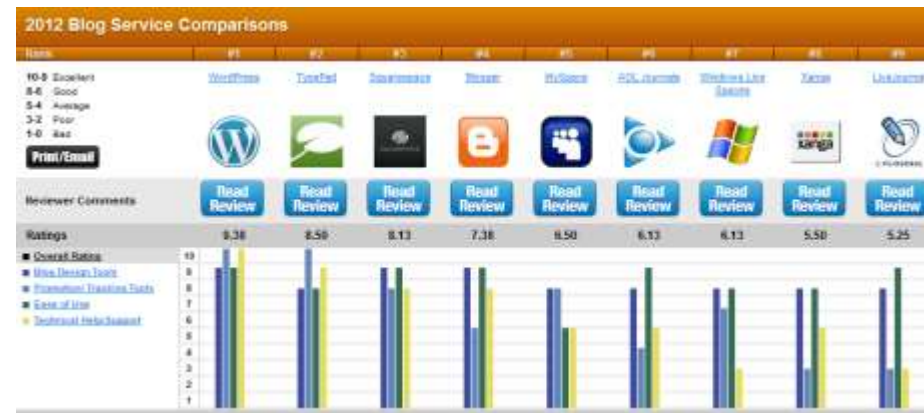 2012 Blog Service Comparisons
Name #1 #2 #3 #4 #5 #6 #7 #8 #9
10-9 Excellent
8-6 Good
5-4 Average
3-2 Poor
1-0 Bad
WordPress TypePad Squarespace Blogger MySpace AOL Journals Windows Live Spaces Xanga LiveJournal
xanga
Print/Email
Reviewer Comments Read Review Read Review Read Review Read Review Read Review Read Review Read Review Read Review Read Review
Ratings 9.38 8.50 8.13 7.38 6.50 6.13 6.13 5.50 5.25
Overall Rating
Blog Design Tools
Promotion/ Tracking Tools
Ease of Use
Technical Help/Support
10
9
8
7
6
5
4
3
2
1